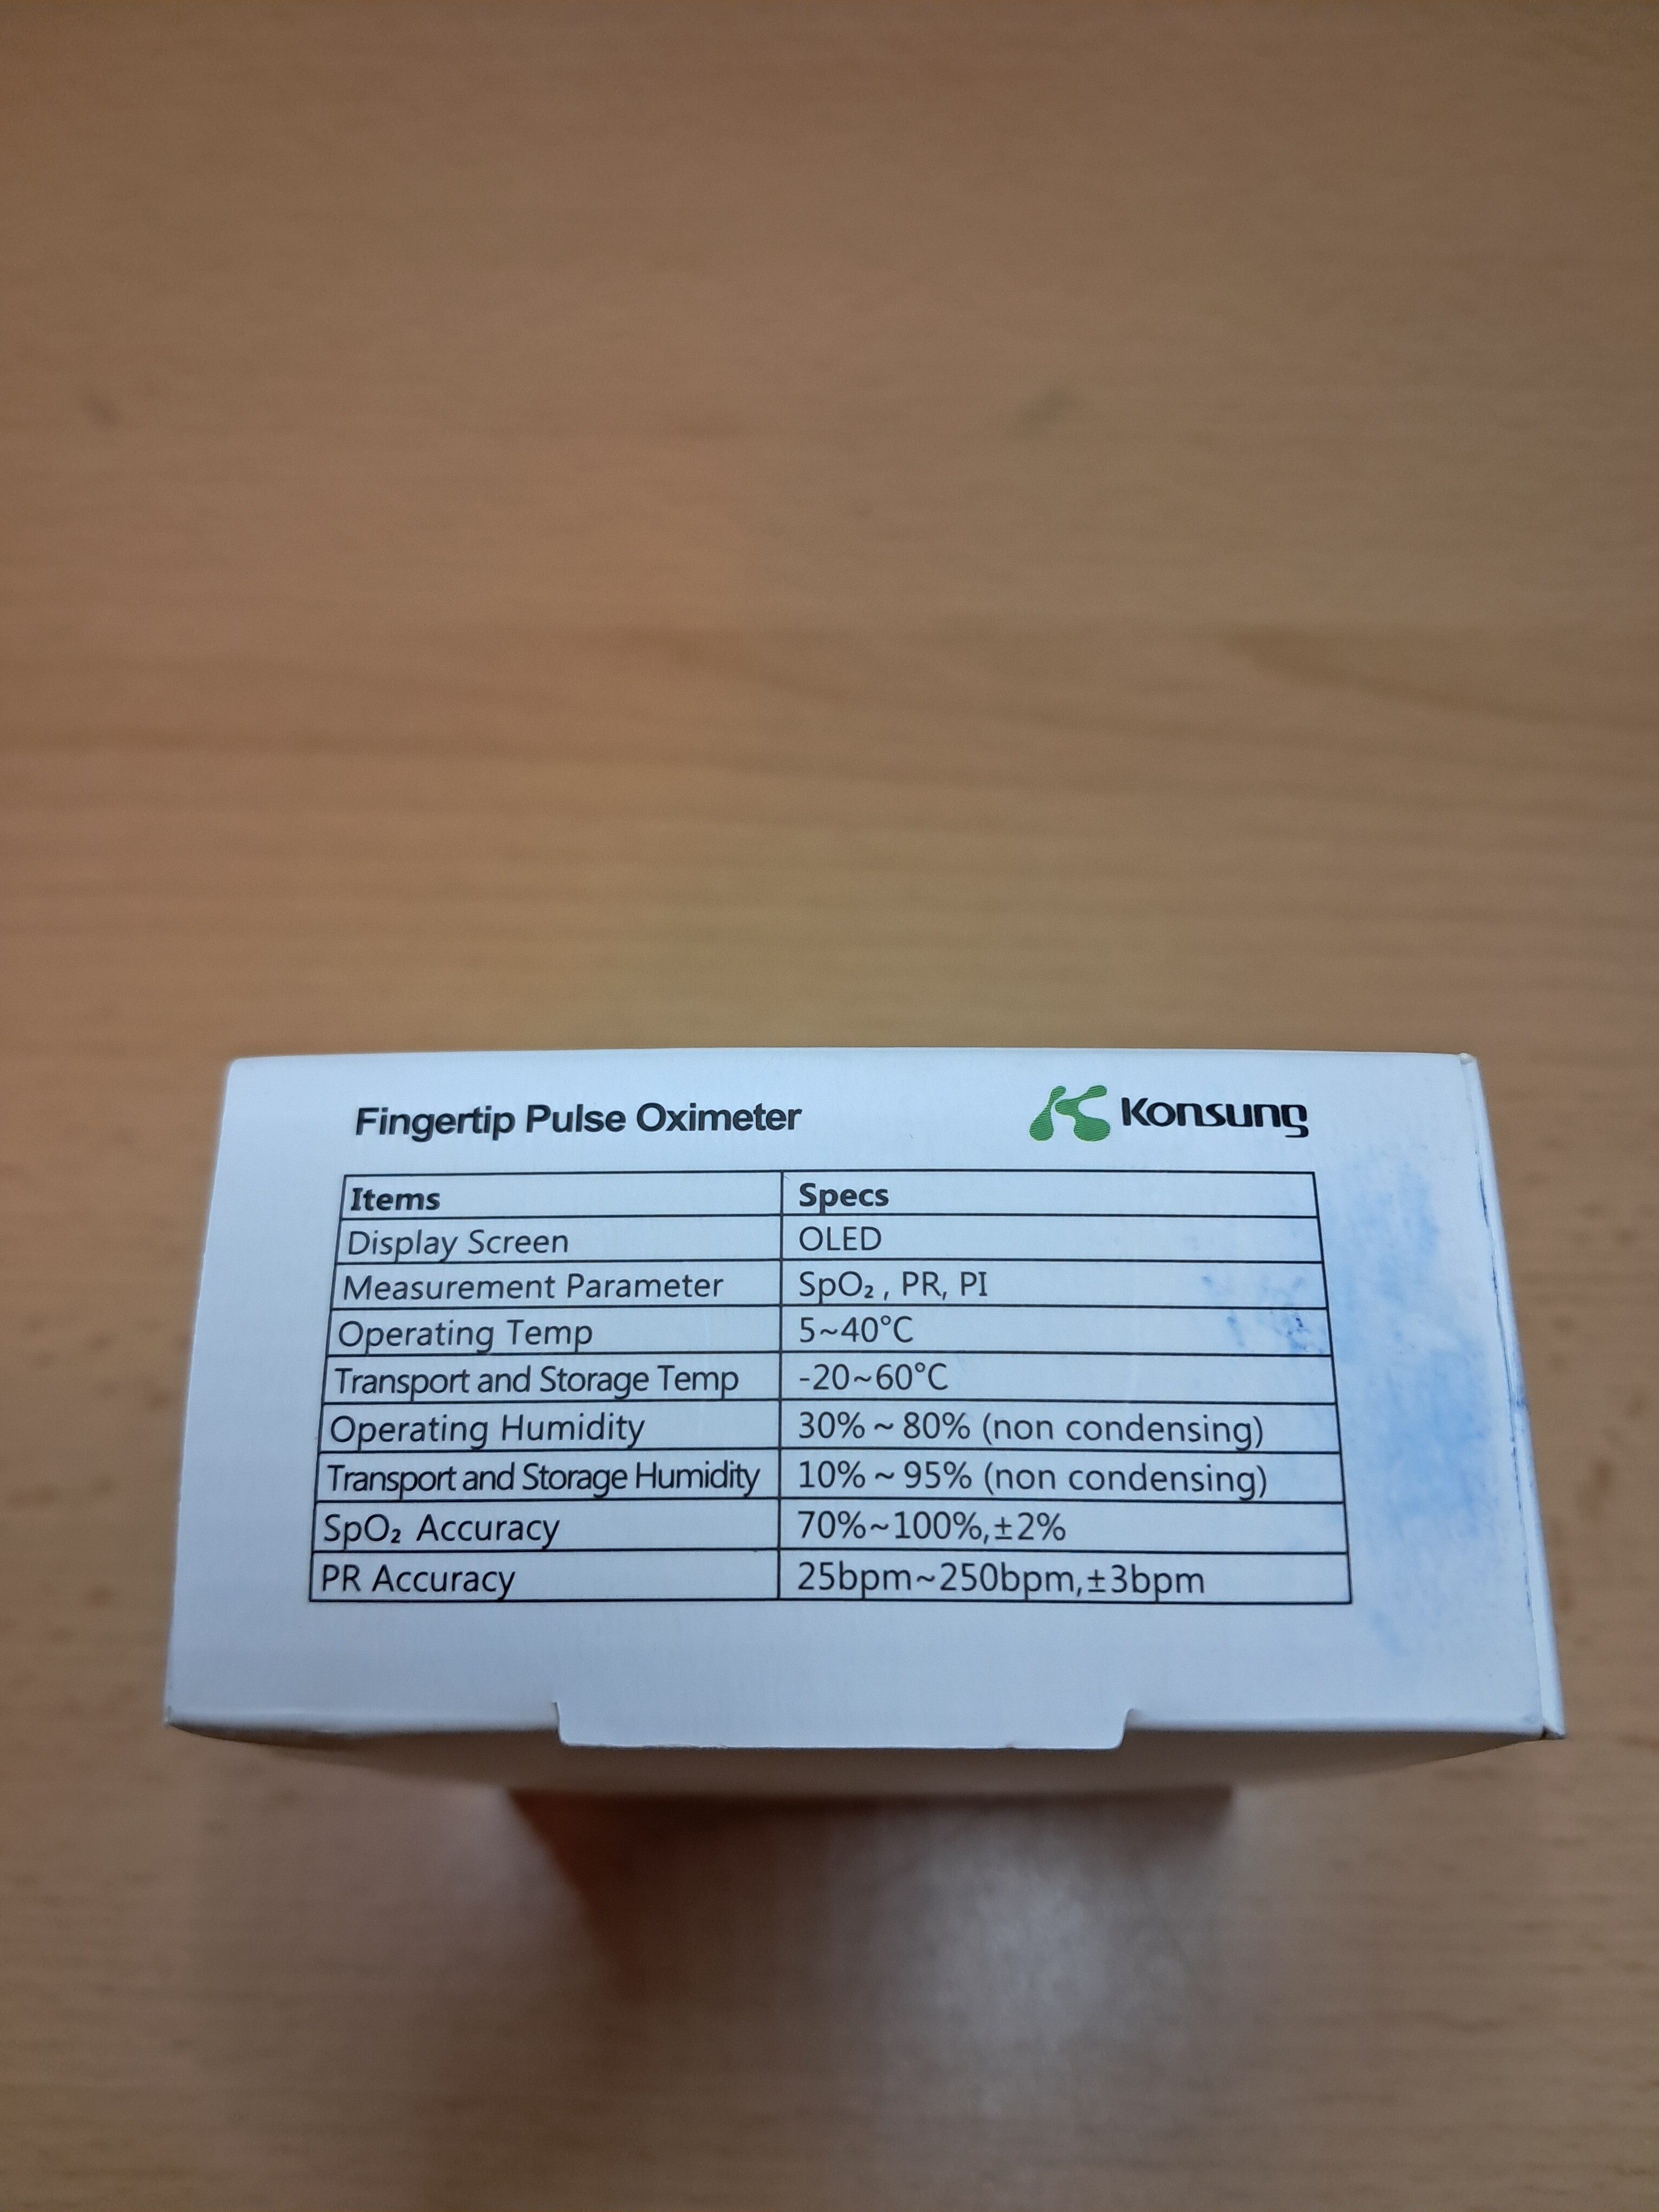 Fingertip Pulse Oximeter Konsung
Items Specs
Display Screen OLED
Measurement Parameter SpO₂ , PR, PI
Operating Temp 5~40°C
Transport and Storage Temp -20~60°C
Operating Humidity 30% ~ 80% (non condensing)
Transport and Storage Humidity 10% ~ 95% (non condensing)
SpO₂ Accuracy 70%~100%,±2%
PR Accuracy 25bpm~250bpm,±3bpm